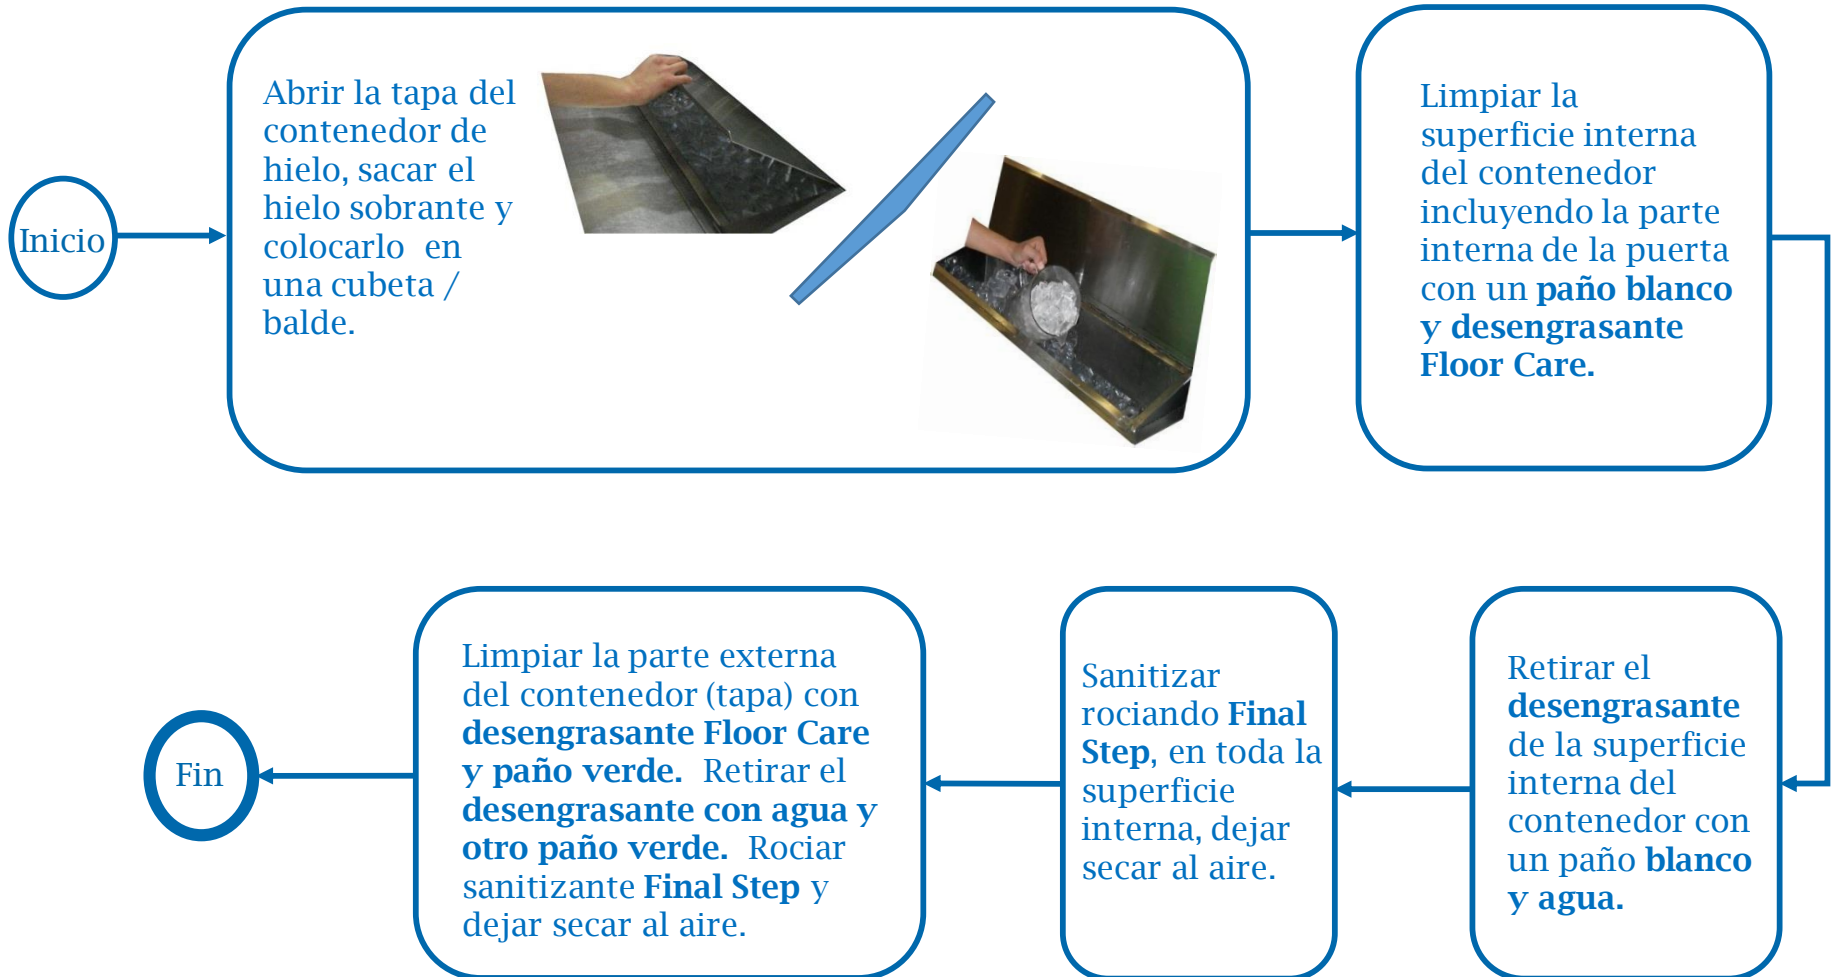 Inicio
Abrir la tapa del
contenedor de
hielo, sacar el
hielo sobrante y
colocarlo en
una cubeta /
balde.
Limpiar la
superficie interna
del contenedor
incluyendo la parte
interna de la puerta
con un paño blanco
y desengrasante
Floor Care.
Retirar el
desengrasante
de la superficie
interna del
contenedor con
un paño blanco
y agua.
Sanitizar
rociando Final
Step, en toda la
superficie
interna, dejar
secar al aire.
Limpiar la parte externa
del contenedor (tapa) con
desengrasante Floor Care
y paño verde. Retirar el
desengrasante con agua y
otro paño verde. Rociar
sanitizante Final Step y
dejar secar al aire.
Fin